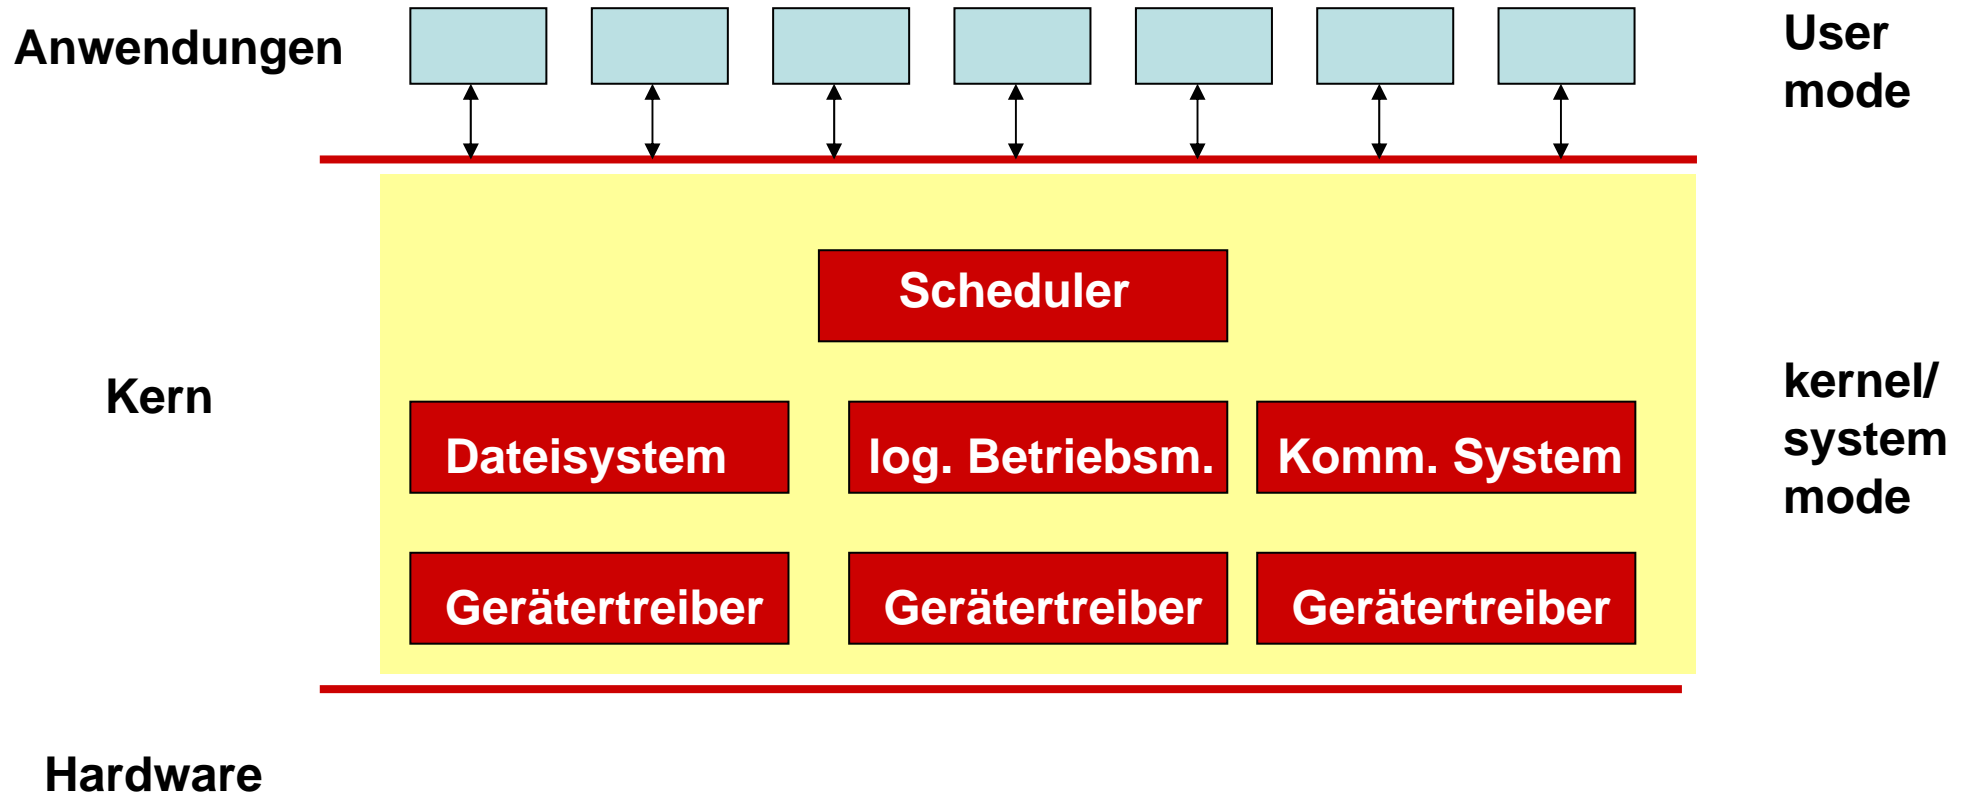 Anwendungen
User
mode
Scheduler
Kern
kernel/
system
mode
Dateisystem
log. Betriebsm.
Komm. System
Gerätertreiber
Gerätertreiber
Gerätertreiber
Hardware